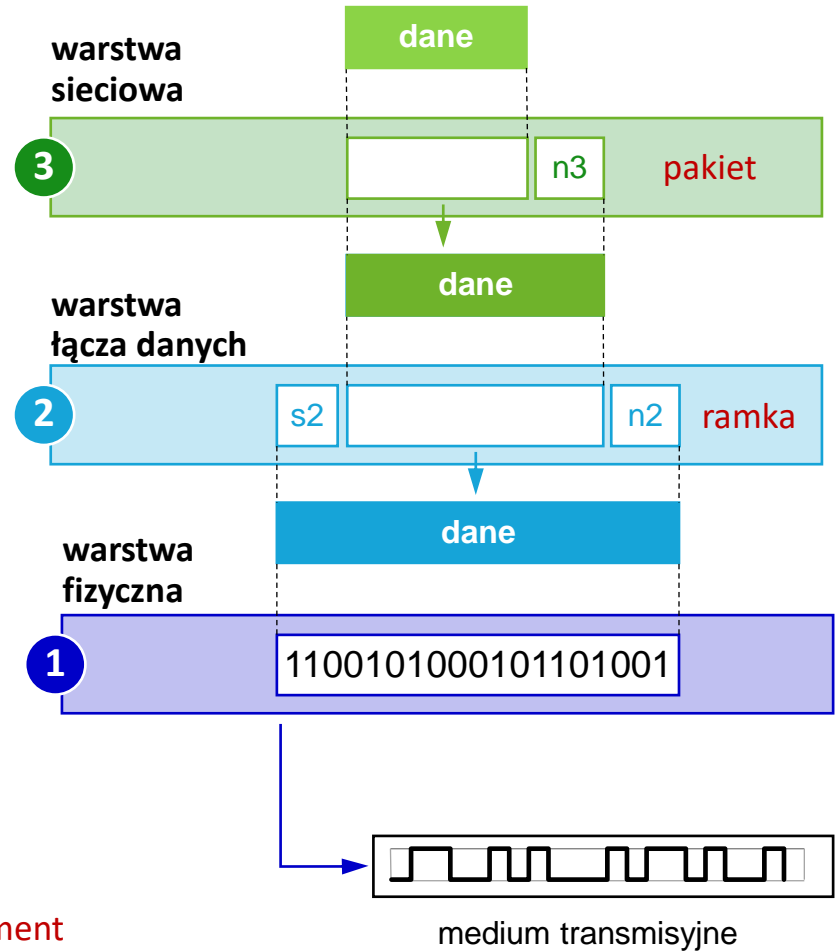 dane
warstwa
sieciowa
3
n3
pakiet
dane
warstwa
łącza danych
2
s2
n2
ramka
dane
warstwa
fizyczna
1
1100101000101101001
ment
medium transmisyjne